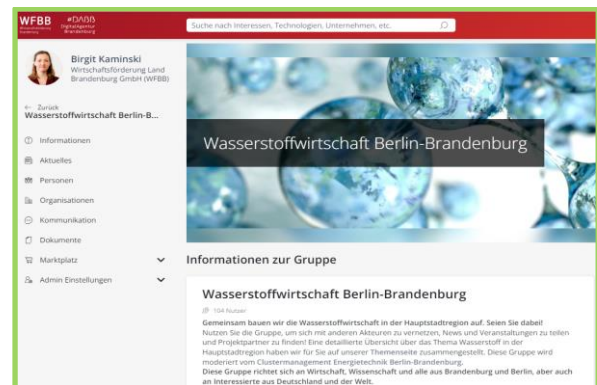 WFBB #DABB
Wirtschaftsförderung Digitalagentur
Brandenburg Brandenburg
Suche nach Interessen, Technologien, Unternehmen, etc.
Birgit Kaminski
Wirtschaftsförderung Land
Brandenburg GmbH (WFBB)
← Zurück
Wasserstoffwirtschaft Berlin-B...
Informationen
Aktuelles
Personen
Organisationen
Kommunikation
Dokumente
Marktplatz
Admin Einstellungen
Wasserstoffwirtschaft Berlin-Brandenburg
Informationen zur Gruppe
Wasserstoffwirtschaft Berlin-Brandenburg
104 Nutzer
Gemeinsam bauen wir die Wasserstoffwirtschaft in der Hauptstadtregion auf. Seien Sie dabei!
Nutzen Sie die Gruppe, um sich mit anderen Akteuren zu vernetzen, News und Veranstaltungen zu teilen
und Projektpartner zu finden! Eine detaillierte Übersicht über das Thema Wasserstoff in der
Hauptstadtregion haben wir für Sie auf unserer Themenseite zusammengestellt. Diese Gruppe wird
moderiert vom Clustermanagement Energietechnik Berlin-Brandenburg.
Diese Gruppe richtet sich an Wirtschaft, Wissenschaft und alle aus Brandenburg und Berlin, aber auch
an Interessierte aus Deutschland und der Welt.